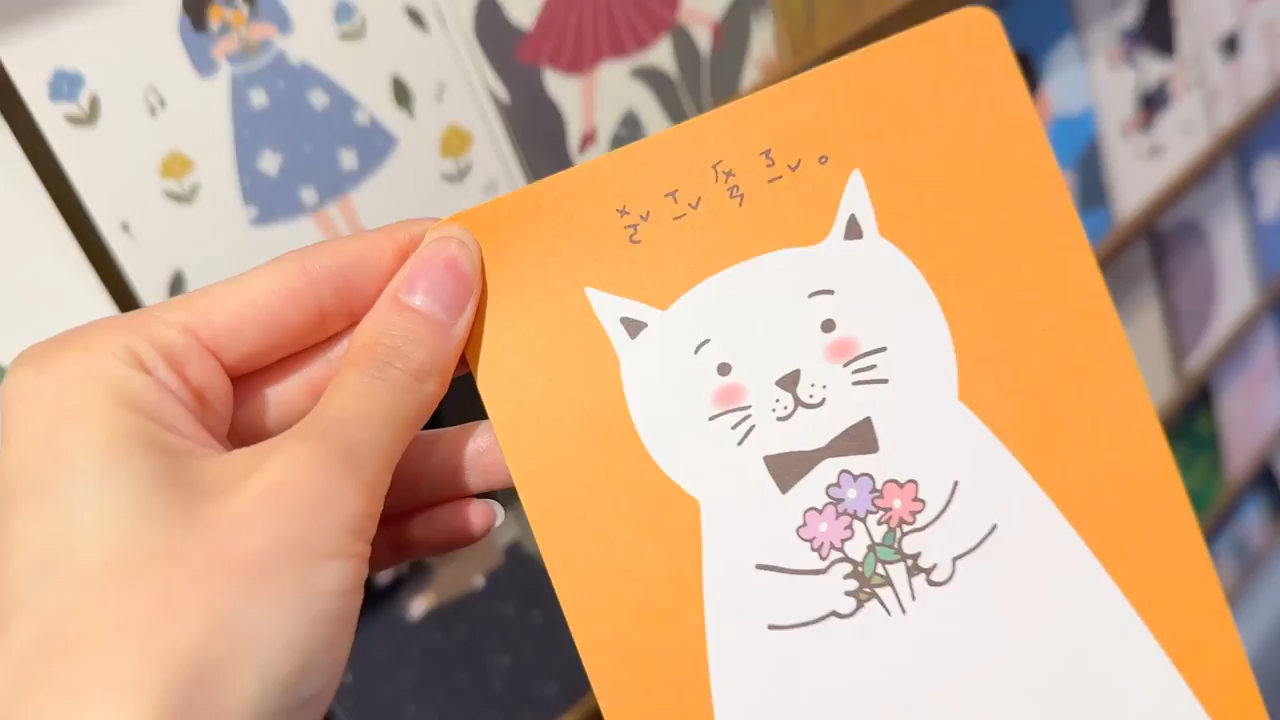 ㄨㄛˇ ㄒㄧˇ ㄏㄨㄢ ㄋㄧˇ。